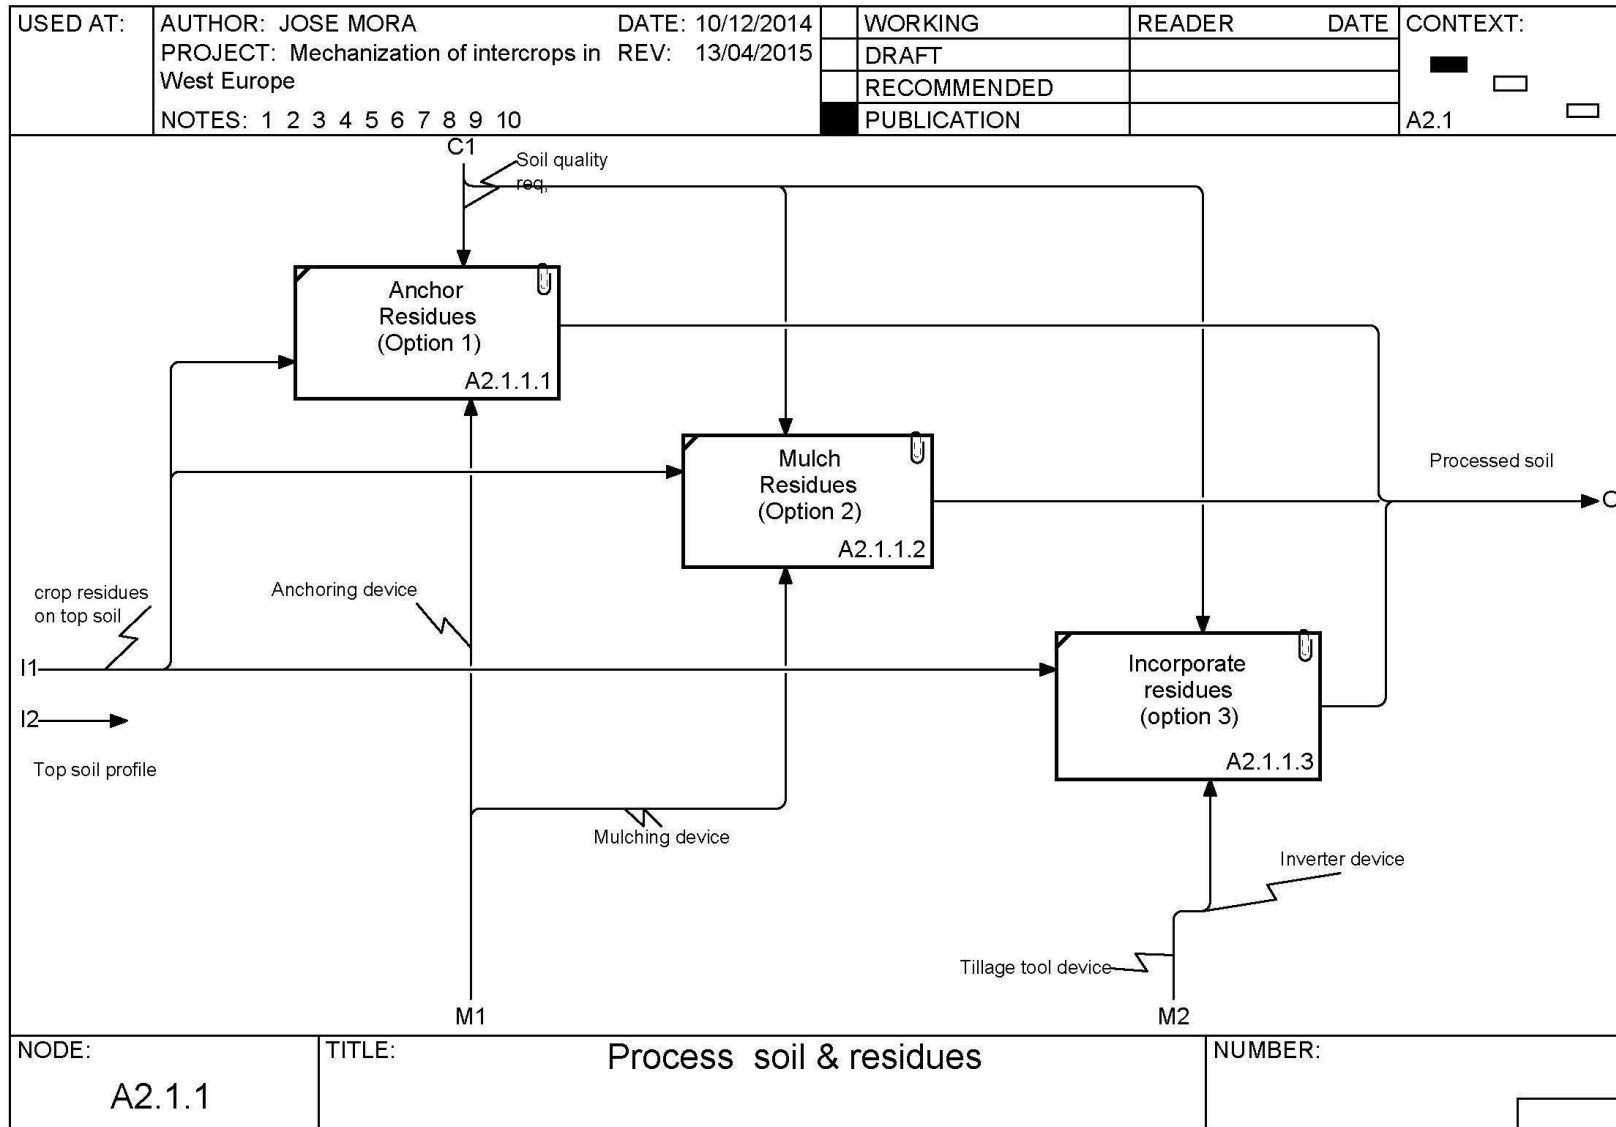 USED AT:
AUTHOR: JOSE MORA
DATE: 10/12/2014
PROJECT: Mechanization of intercrops in
West Europe
REV: 13/04/2015
NOTES: 1 2 3 4 5 6 7 8 9 10
WORKING
DRAFT
RECOMMENDED
PUBLICATION
READER
DATE
CONTEXT:
A2.1
C1
Soil quality
req,
Anchor
Residues
(Option 1)
A2.1.1.1
Mulch
Residues
(Option 2)
A2.1.1.2
Processed soil
O
crop residues
on top soil
Anchoring device
I1
I2
Top soil profile
Incorporate
residues
(option 3)
A2.1.1.3
Mulching device
Inverter device
Tillage tool device
M1
M2
NODE:
A2.1.1
TITLE:
Process soil & residues
NUMBER: